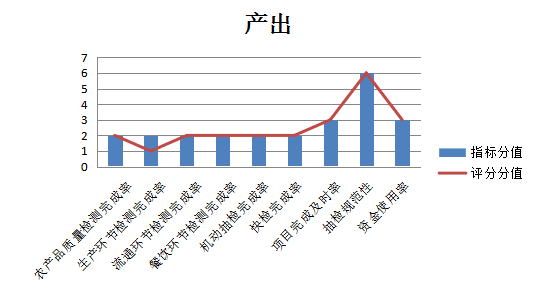 产出
7
6
5
4
3
2
1
0
农产品质量检测完成率
生产环节检测完成率
流通环节检测完成率
餐饮环节检测完成率
机动抽检完成率
快检完成率
项目完成及时率
抽检规范性
资金使用率
指标分值
评分分值